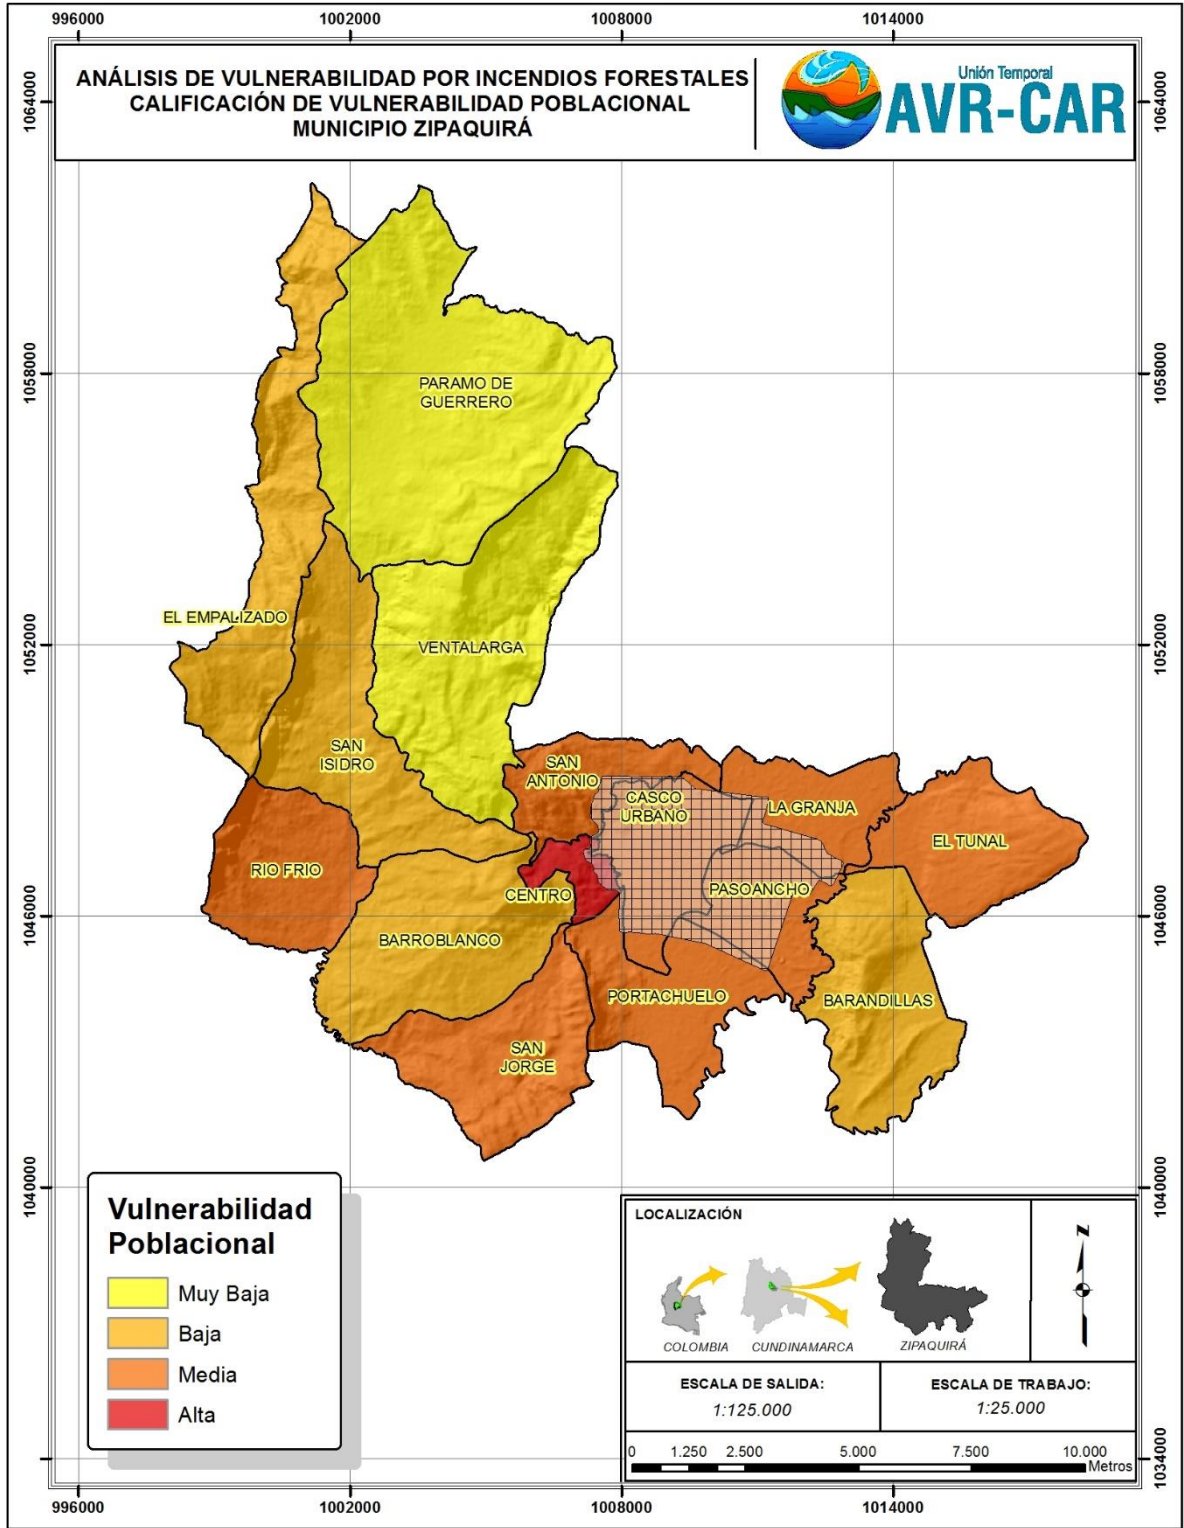 996000
1002000
1008000
1014000
ANÁLISIS DE VULNERABILIDAD POR INCENDIOS FORESTALES
CALIFICACIÓN DE VULNERABILIDAD POBLACIONAL
MUNICIPIO ZIPAQUIRÁ
Unión Temporal
AVR-CAR
1064000
1064000
1058000
1058000
PARAMO DE
GUERRERO
EL EMPALIZADO
1052000
VENTALARGA
1052000
SAN
ISIDRO
SAN
ANTONIO
CASCO
URBANO
LA GRANJA
EL TUNAL
RIO FRIO
CENTRO
PASOANCHO
1046000
1046000
BARROBLANCO
PORTACHUELO
BARANDILLAS
SAN
JORGE
1040000
1040000
Vulnerabilidad
Poblacional
Muy Baja
Baja
Media
Alta
LOCALIZACIÓN
N
COLOMBIA
CUNDINAMARCA
ZIPAQUIRÁ
ESCALA DE SALIDA:
1:125.000
ESCALA DE TRABAJO:
1:25.000
0
1.250
2.500
5.000
7.500
10.000
Metros
1034000
996000
1002000
1008000
1014000